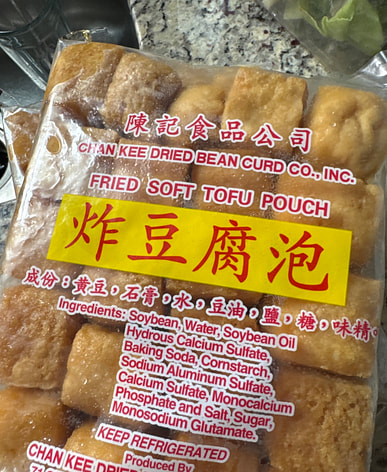 陳記食品公司
CHAN KEE DRIED BEAN CURD CO., INC.
FRIED SOFT TOFU POUCH
炸豆腐泡
成份：黃豆，石膏，水，豆油，鹽，糖，味精。
Ingredients: Soybean, Water, Soybean Oil
Hydrous Calcium Sulfate,
Baking Soda, Cornstarch,
Sodium Aluminum Sulfate,
Calcium Sulfate, Monocalcium
Phosphate and Salt, Sugar,
Monosodium Glutamate.
KEEP REFRIGERATED
Produced By
CHAN KEE DRIED